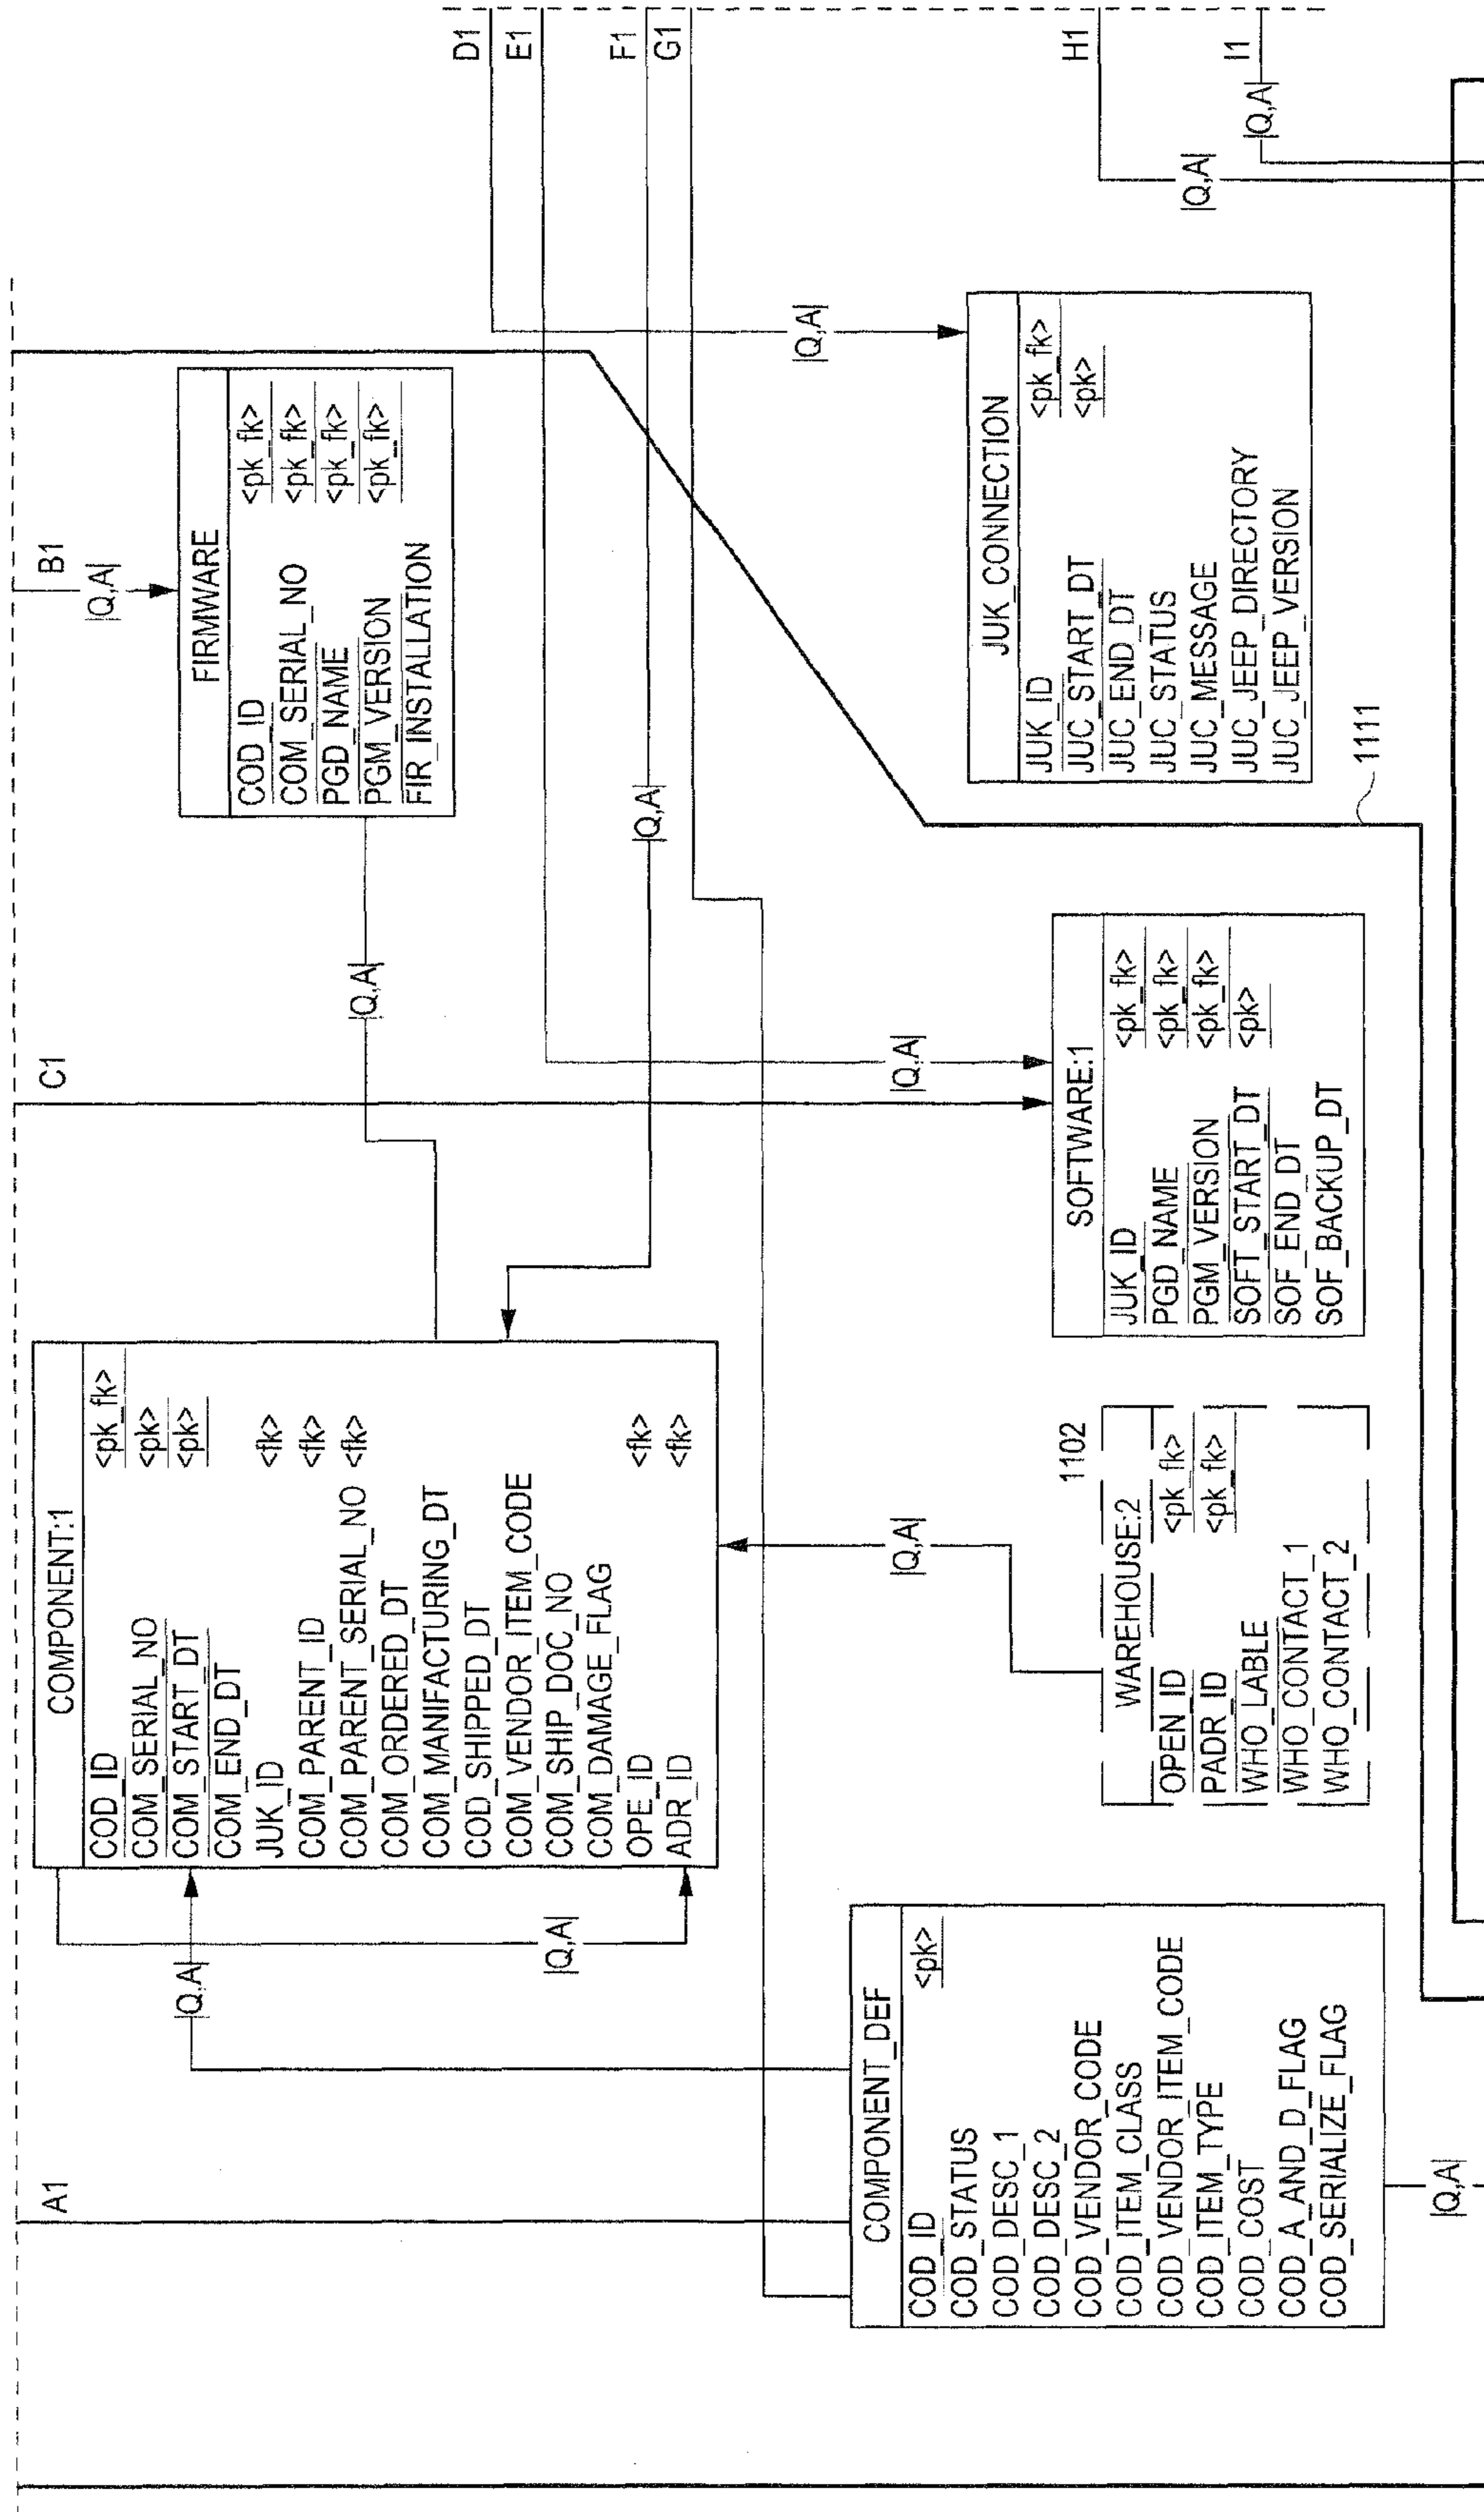 A1
C1
B1
|Q,A|
COMPONENT:1
COD_ID <pk_fk>
COM_SERIAL_NO <pk>
COM_START_DT <pk>
COM_END_DT
JUK_ID <fk>
COM_PARENT_ID <fk>
COM_PARENT_SERIAL_NO <fk>
COM_ORDERED_DT
COM_MANIFACTURING_DT
COD_SHIPPED_DT
COM_VENDOR_ITEM_CODE
COM_SHIP_DOC_NO
COM_DAMAGE_FLAG
OPE_ID <fk>
ADR_ID <fk>
|Q,A|
|Q,A|
FIRMWARE
COD_ID <pk_fk>
COM_SERIAL_NO <pk_fk>
PGD_NAME <pk_fk>
PGM_VERSION <pk_fk>
FIR_INSTALLATION
|Q,A|
D1
E1
F1
G1
|Q,A|
|Q,A|
|Q,A|
|Q,A|
COMPONENT_DEF
COD_ID <pk>
COD_STATUS
COD_DESC_1
COD_DESC_2
COD_VENDOR_CODE
COD_ITEM_CLASS
COD_VENDOR_ITEM_CODE
COD_ITEM_TYPE
COD_COST
COD_A_AND_D_FLAG
COD_SERIALIZE_FLAG
|Q,A|
1102
WAREHOUSE:2
OPEN_ID <pk_fk>
PADR_ID <pk_fk>
WHO_LABLE
WHO_CONTACT_1
WHO_CONTACT_2
SOFTWARE:1
JUK_ID <pk_fk>
PGD_NAME <pk_fk>
PGM_VERSION <pk_fk>
SOFT_START_DT <pk>
SOF_END_DT
SOF_BACKUP_DT
JUK_CONNECTION
JUK_ID <pk_fk>
JUC_START_DT <pk>
JUC_END_DT
JUC_STATUS
JUC_MESSAGE
JUC_JEEP_DIRECTORY
JUC_JEEP_VERSION
1111
H1
|Q,A|
I1
|Q,A|